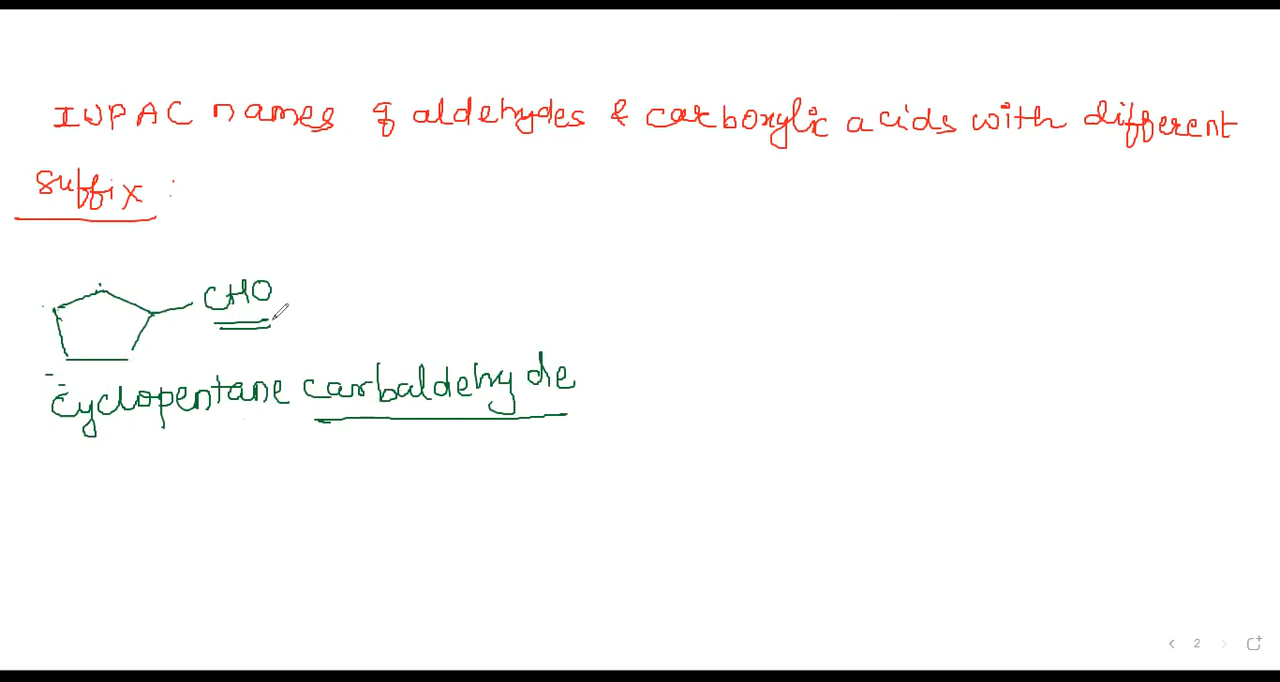 IUPAC names of aldehydes & carboxylic acids with different
suffix :
CHO
cyclopentane carbaldehyde
2